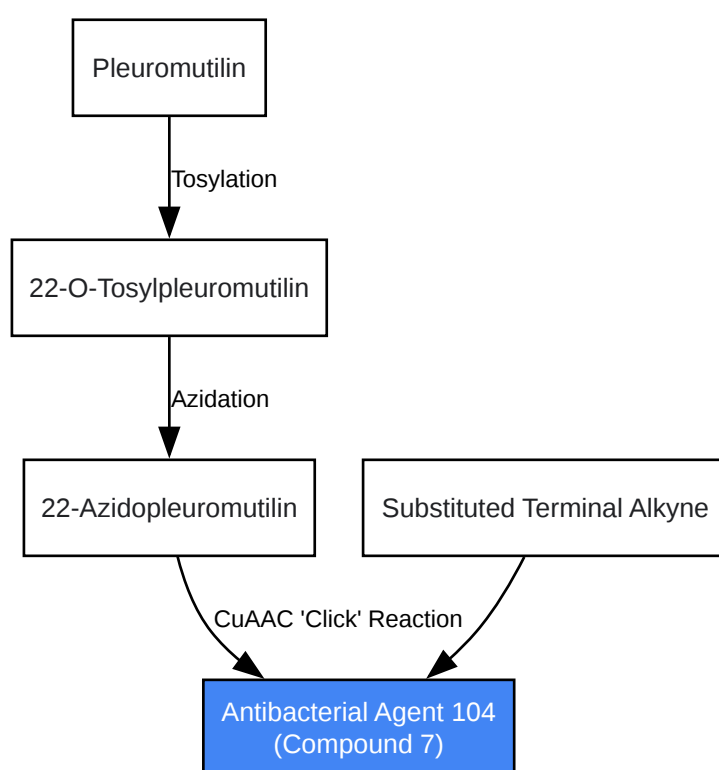 Pleuromutilin
Tosylation
22-O-Tosylpleuromutilin
Azidation
22-Azidopleuromutilin
Substituted Terminal Alkyne
CuAAC 'Click' Reaction
Antibacterial Agent 104
(Compound 7)